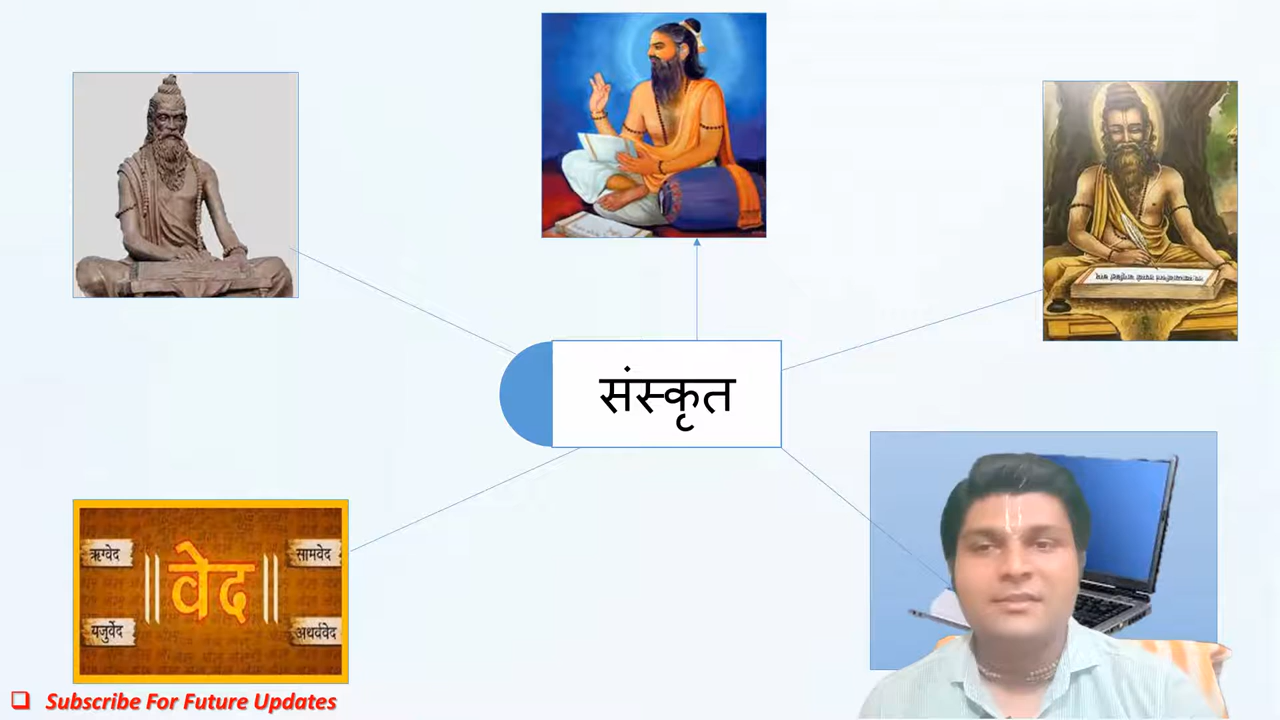 संस्कृत
ऋग्वेद
सामवेद
॥वेद॥
यजुर्वेद
अथर्ववेद
Subscribe For Future Updates